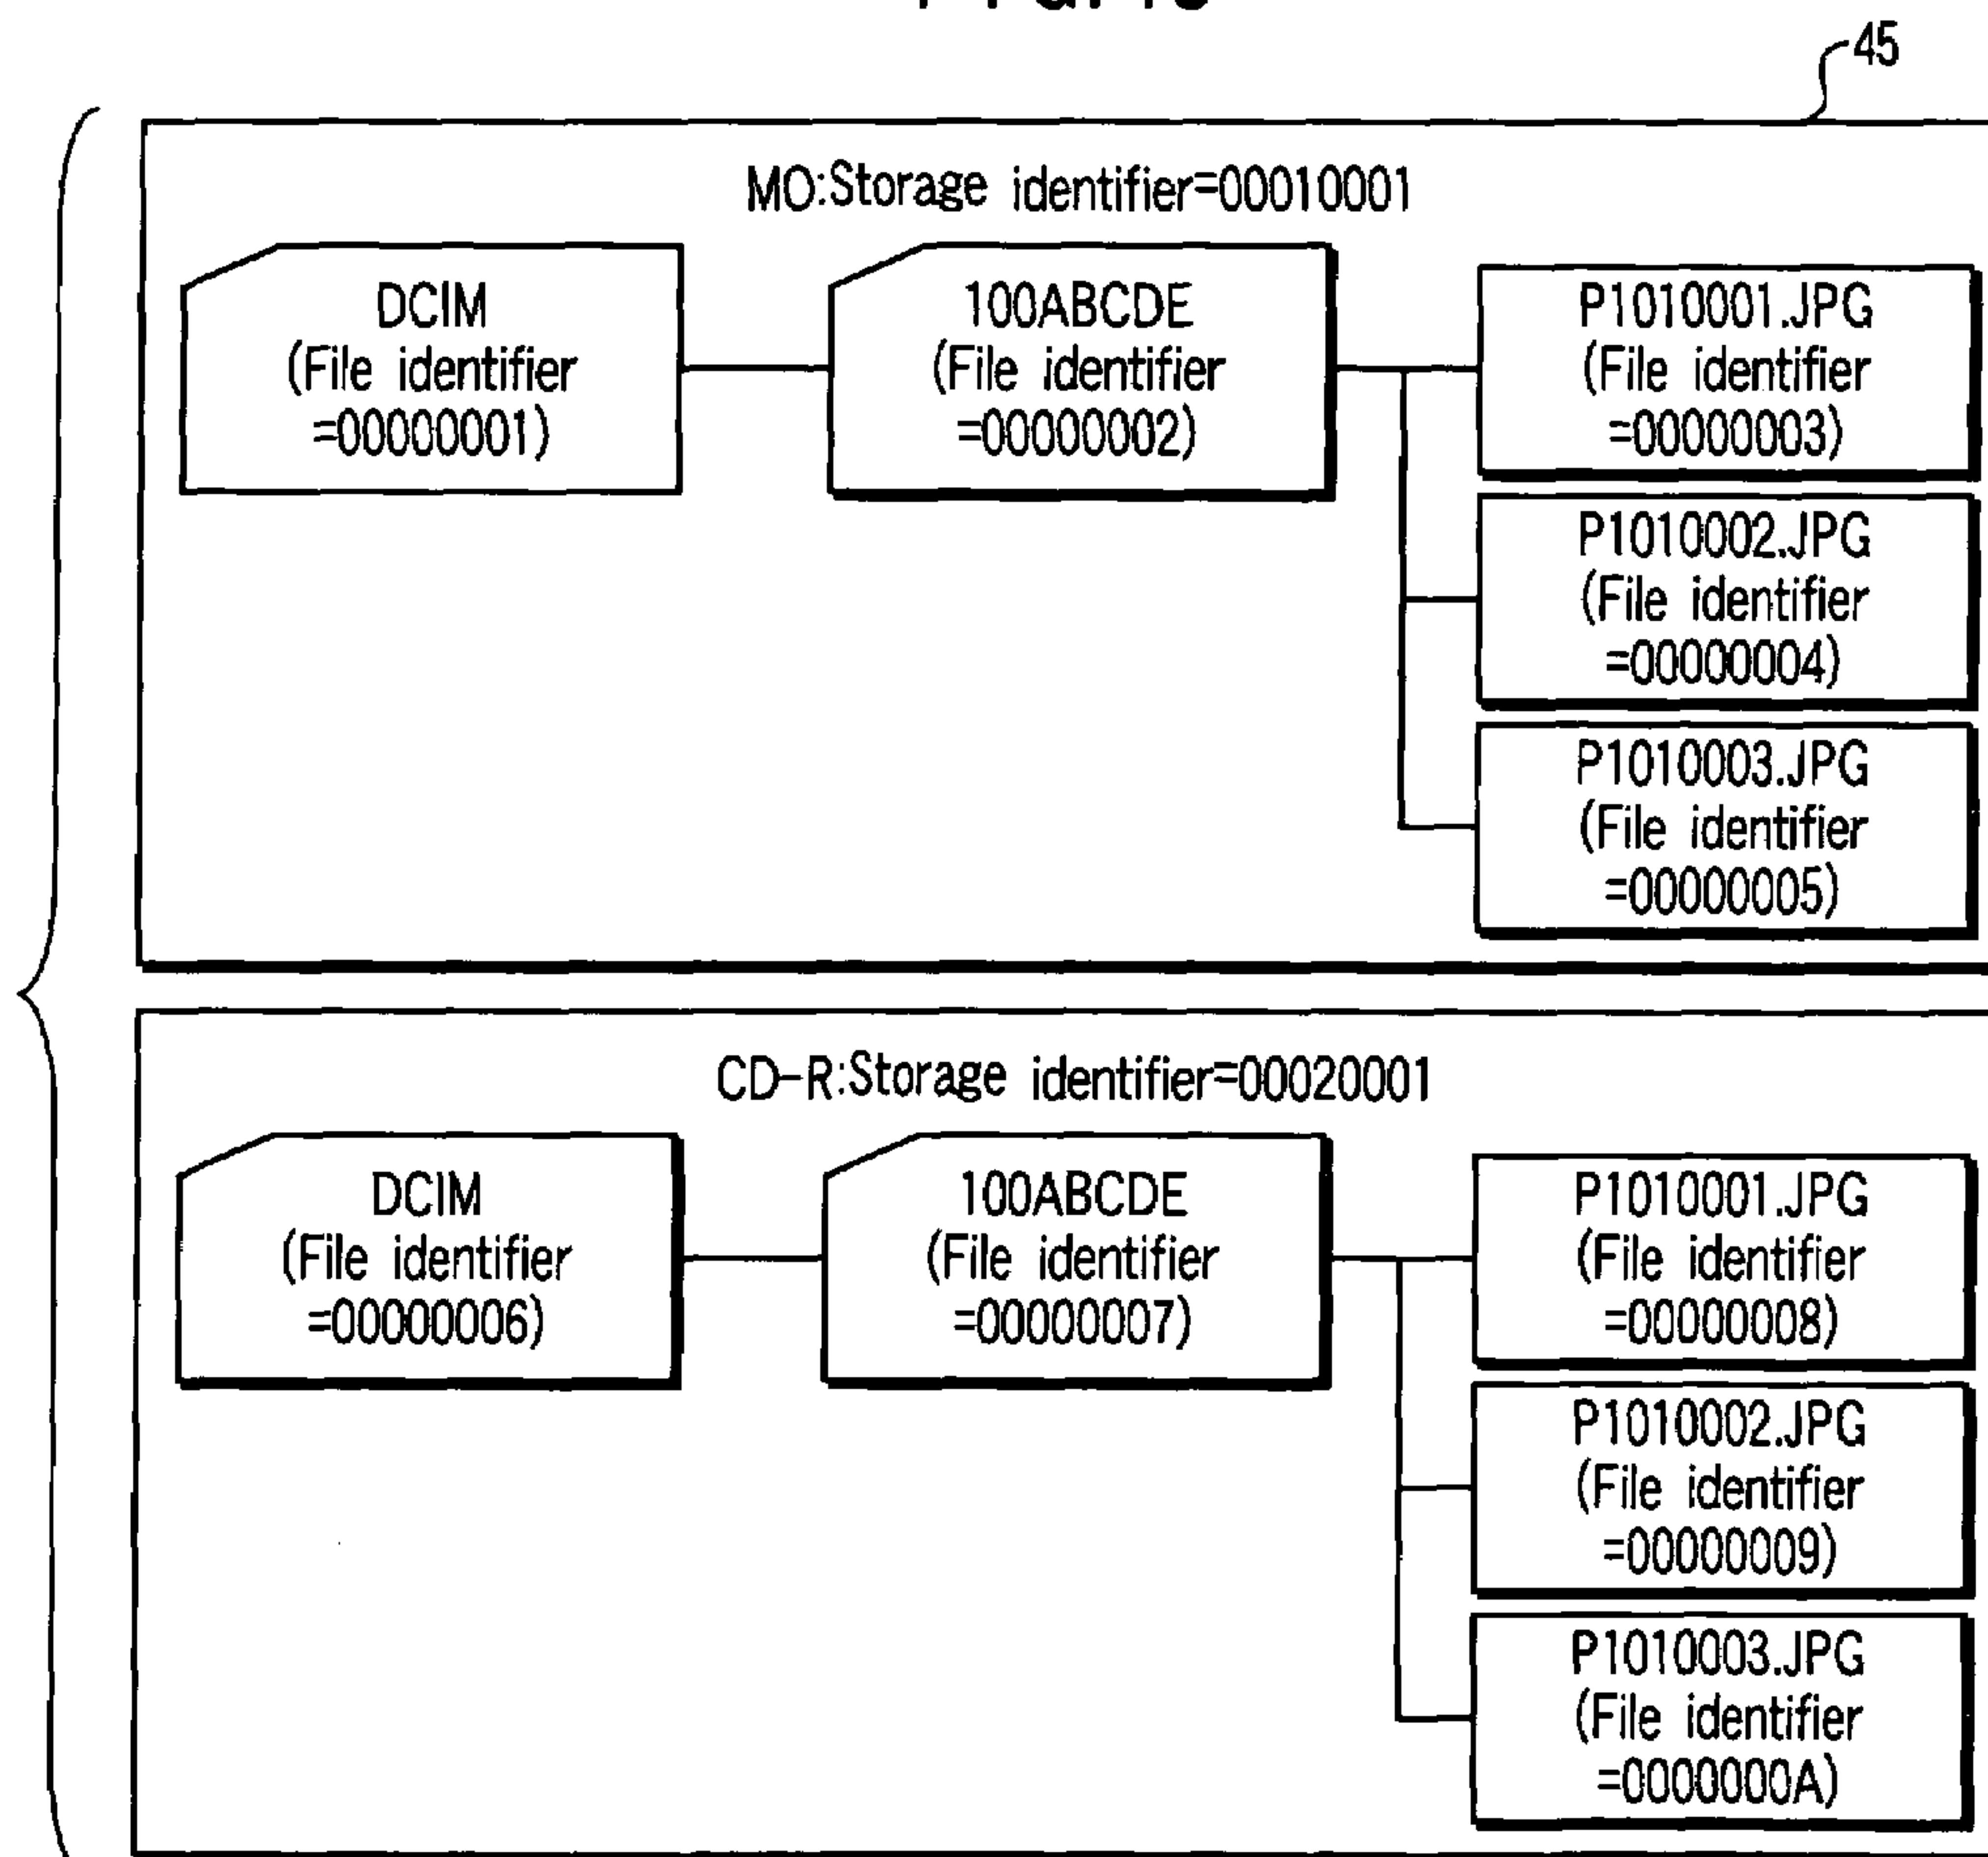 45
MO:Storage identifier=00010001
DCIM
(File identifier
=00000001)
100ABCDE
(File identifier
=00000002)
P1010001.JPG
(File identifier
=00000003)
P1010002.JPG
(File identifier
=00000004)
P1010003.JPG
(File identifier
=00000005)
CD-R:Storage identifier=00020001
DCIM
(File identifier
=00000006)
100ABCDE
(File identifier
=00000007)
P1010001.JPG
(File identifier
=00000008)
P1010002.JPG
(File identifier
=00000009)
P1010003.JPG
(File identifier
=0000000A)